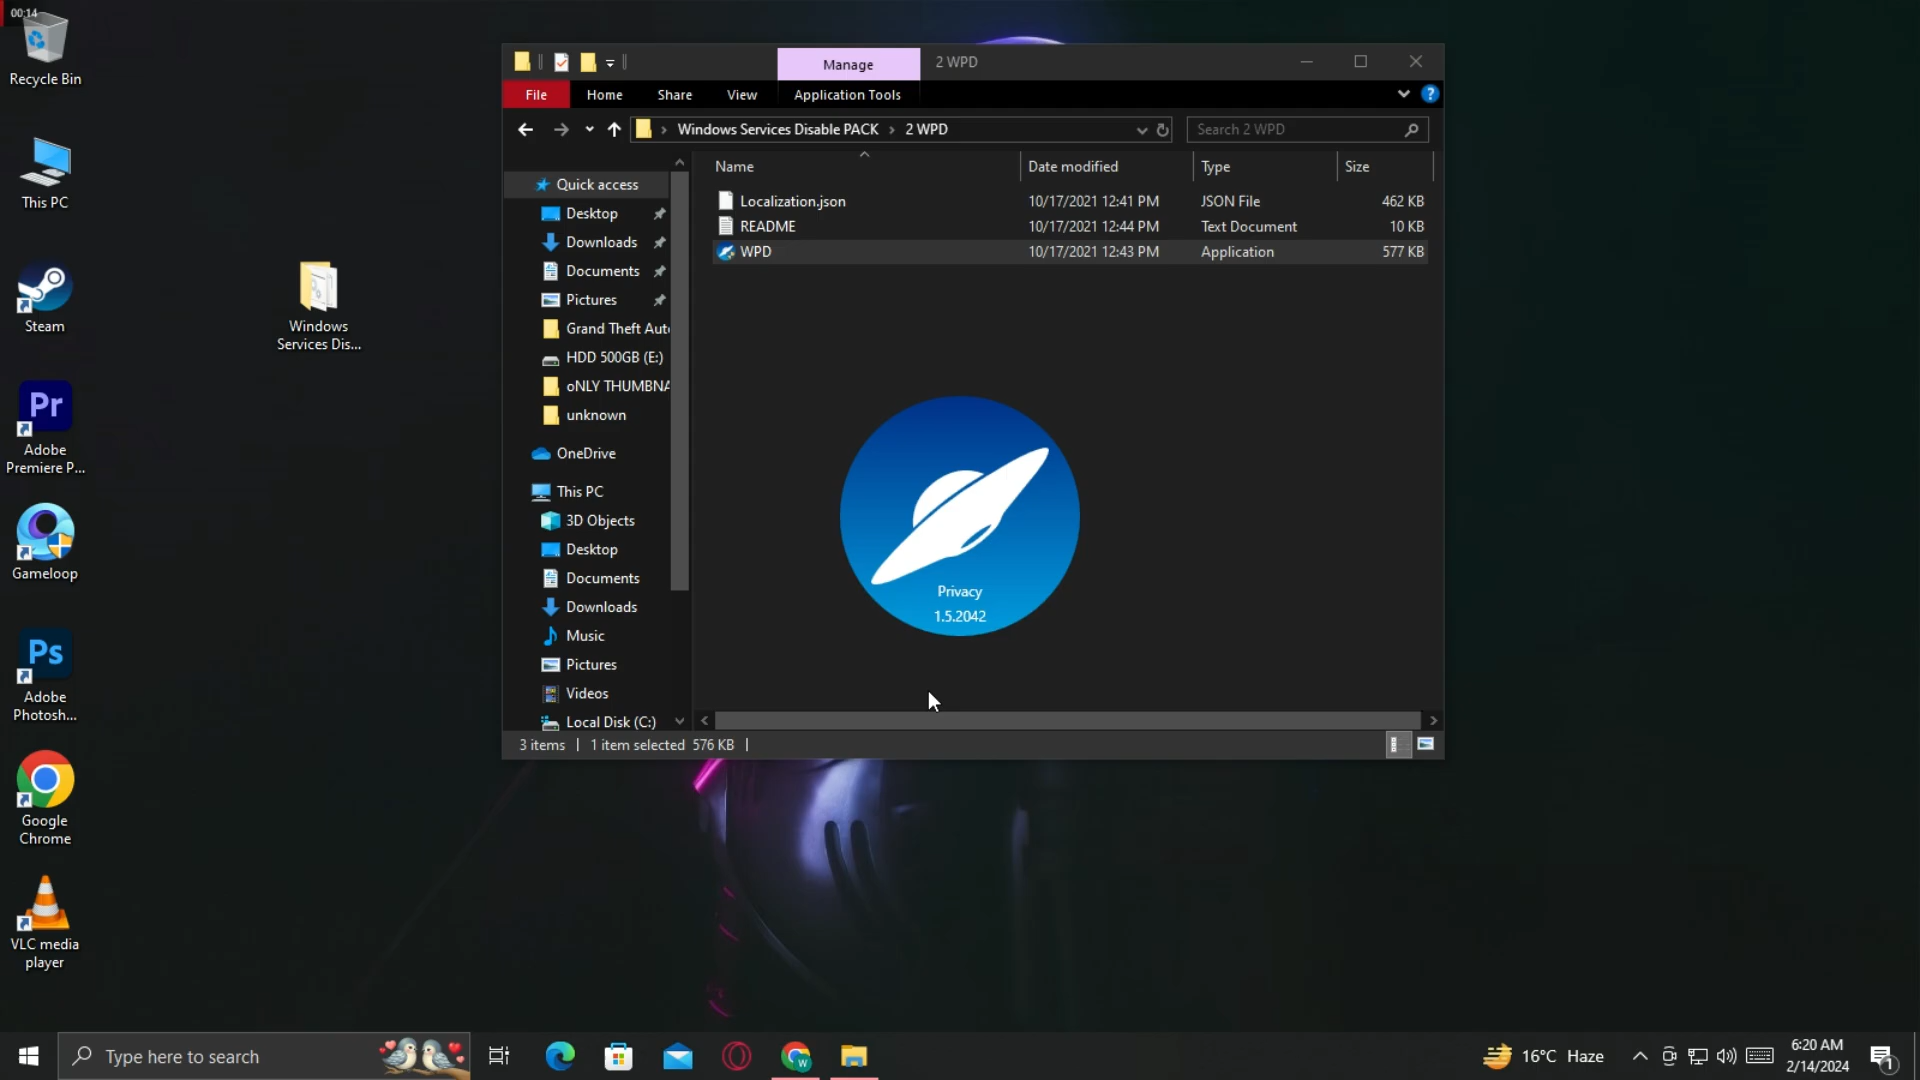 00:14
Recycle Bin
This PC
Steam
Windows
Services Dis...
Adobe
Premiere P...
Gameloop
Adobe
Photosh...
Google
Chrome
VLC media
player
Manage
2 WPD
File
Home
Share
View
Application Tools
Windows Services Disable PACK
2 WPD
Search 2 WPD
Name
Date modified
Type
Size
Localization.json
10/17/2021 12:41 PM
JSON File
462 KB
README
10/17/2021 12:44 PM
Text Document
10 KB
WPD
10/17/2021 12:43 PM
Application
577 KB
Quick access
Desktop
Downloads
Documents
Pictures
Grand Theft Aut
HDD 500GB (E:)
oNLY THUMBNA
unknown
OneDrive
This PC
3D Objects
Desktop
Documents
Downloads
Music
Pictures
Videos
Local Disk (C:)
Privacy
1.5.2042
3 items
1 item selected 576 KB
Type here to search
16°C Haze
6:20 AM
2/14/2024
1
Pr
Ps
W